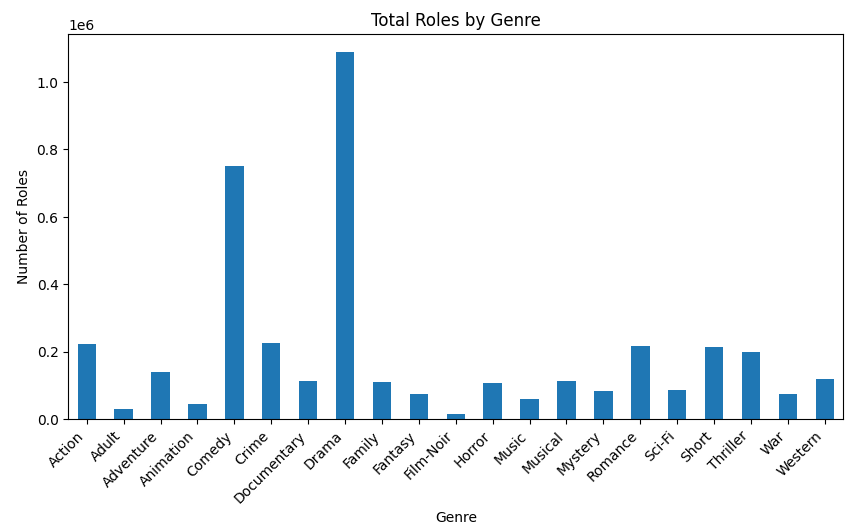 Total Roles by Genre
1e6
Number of Roles
1.0
0.8
0.6
0.4
0.2
0.0
Action
Adult
Adventure
Animation
Comedy
Crime
Documentary
Drama
Family
Fantasy
Film-Noir
Horror
Music
Musical
Mystery
Romance
Sci-Fi
Short
Thriller
War
Western
Genre